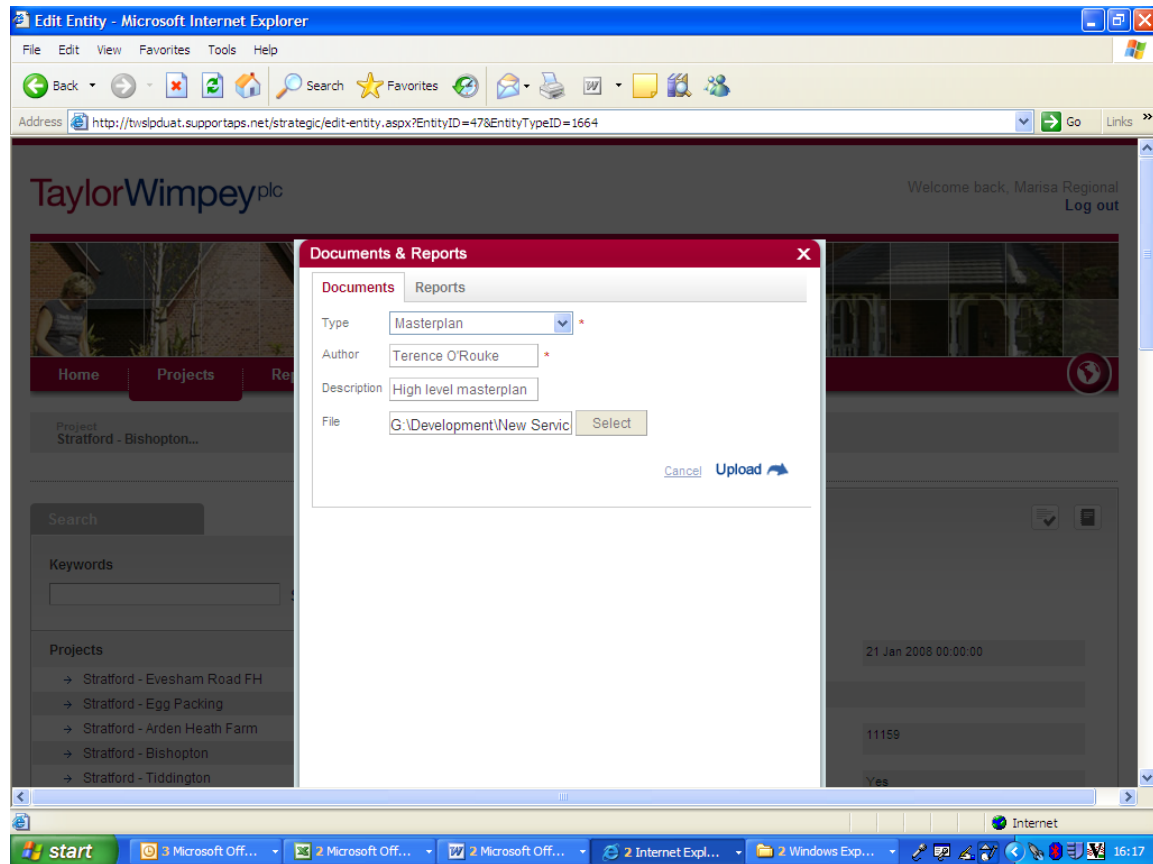 Edit Entity - Microsoft Internet Explorer
File Edit View Favorites Tools Help
Back Search Favorites
Address http://twslpduat.supportaps.net/strategic/edit-entity.aspx?EntityID=47&EntityTypeID=1664 Go Links »
TaylorWimpey plc
Welcome back, Marisa Regional
Log out
Documents & Reports X
Documents Reports
Type Masterplan *
Author Terence O'Rouke *
Description High level masterplan
File G:\Development\New Servic Select
Cancel Upload
Home Projects Rep
Project
Stratford - Bishopton...
Search
Keywords
Projects
Stratford - Evesham Road FH
Stratford - Egg Packing
Stratford - Arden Heath Farm
Stratford - Bishopton
Stratford - Tiddington
21 Jan 2008 00:00:00
11159
Yes
Internet
start 3 Microsoft Off... 2 Microsoft Off... 2 Microsoft Off... 2 Internet Expl... 2 Windows Exp... 16:17